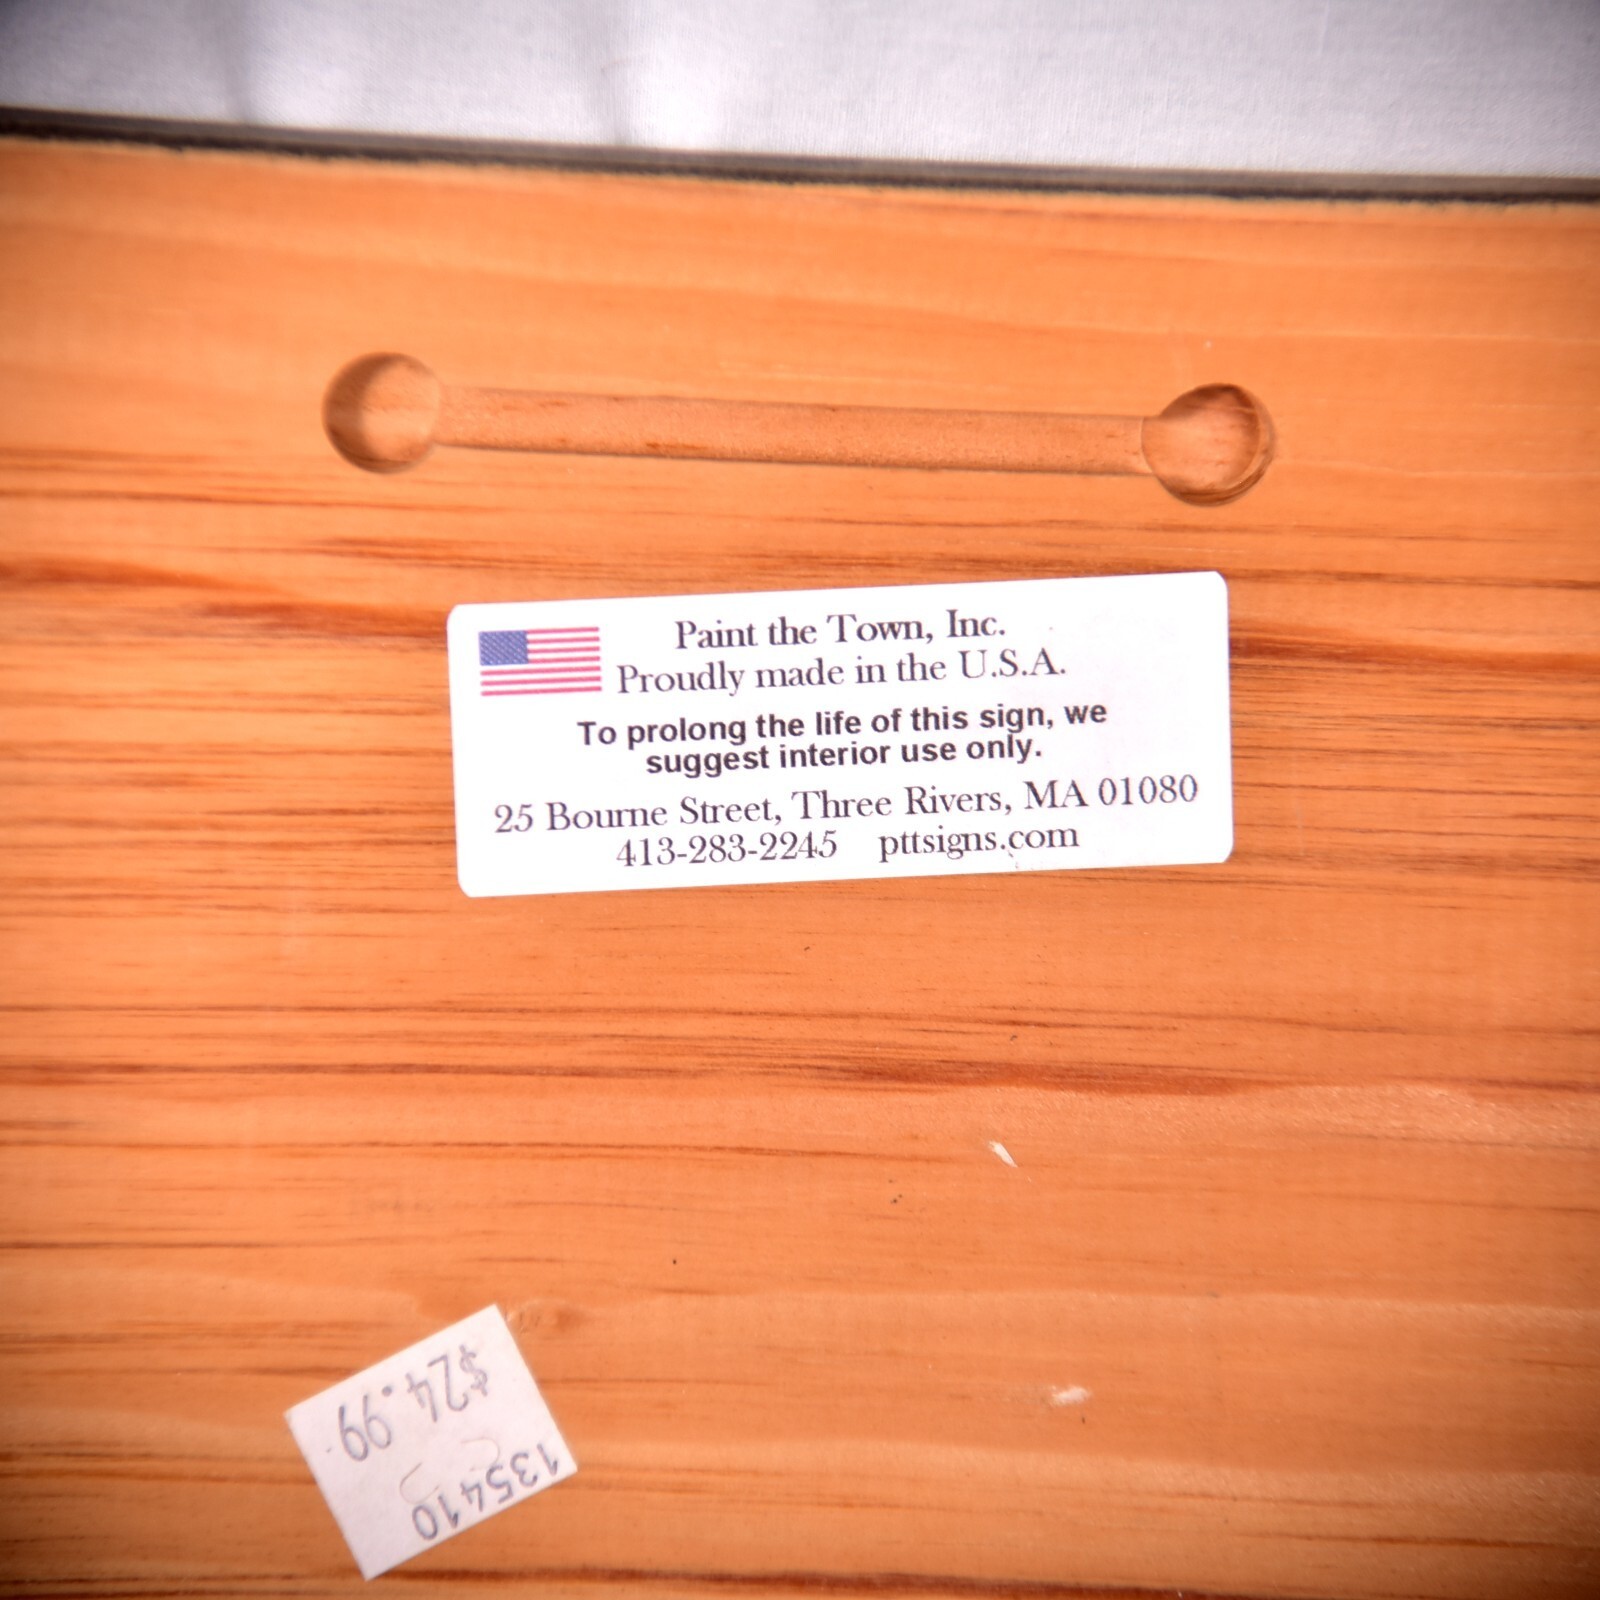 Paint the Town, Inc.
Proudly made in the U.S.A.
To prolong the life of this sign, we
suggest interior use only.
25 Bourne Street, Three Rivers, MA 01080
413-283-2245 pttsigns.com
135410
$24.99